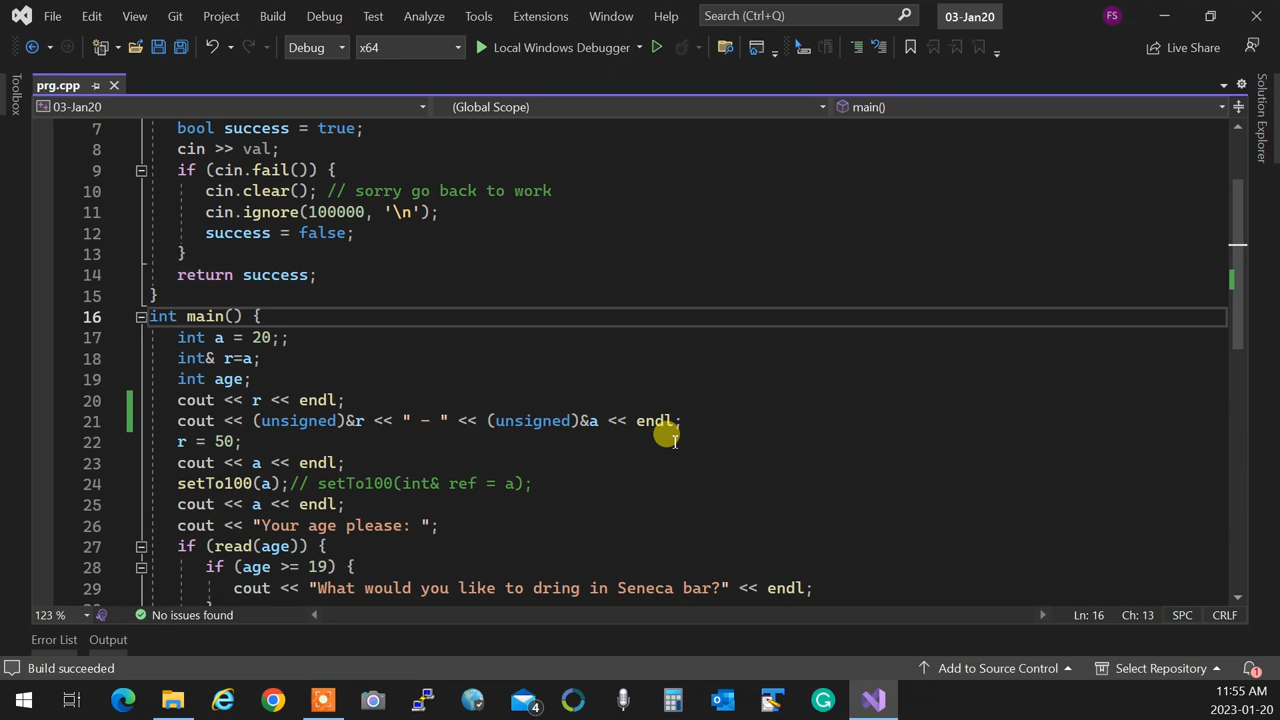 File Edit View Git Project Build Debug Test Analyze Tools Extensions Window Help Search (Ctrl+Q) 03-Jan20 FS
Debug x64 Local Windows Debugger Live Share
prg.cpp
03-Jan20 (Global Scope) main()
Toolbox
Solution Explorer
7 bool success = true;
8 cin >> val;
9 if (cin.fail()) {
10 cin.clear(); // sorry go back to work
11 cin.ignore(100000, '\n');
12 success = false;
13 }
14 return success;
15 }
16 int main() {
17 int a = 20;;
18 int& r=a;
19 int age;
20 cout << r << endl;
21 cout << (unsigned)&r << " - " << (unsigned)&a << endl;
22 r = 50;
23 cout << a << endl;
24 setTo100(a);// setTo100(int& ref = a);
25 cout << a << endl;
26 cout << "Your age please: ";
27 if (read(age)) {
28 if (age >= 19) {
29 cout << "What would you like to dring in Seneca bar?" << endl;
123 % No issues found Ln: 16 Ch: 13 SPC CRLF
Error List Output
Build succeeded Add to Source Control Select Repository 1
4
11:55 AM
2023-01-20